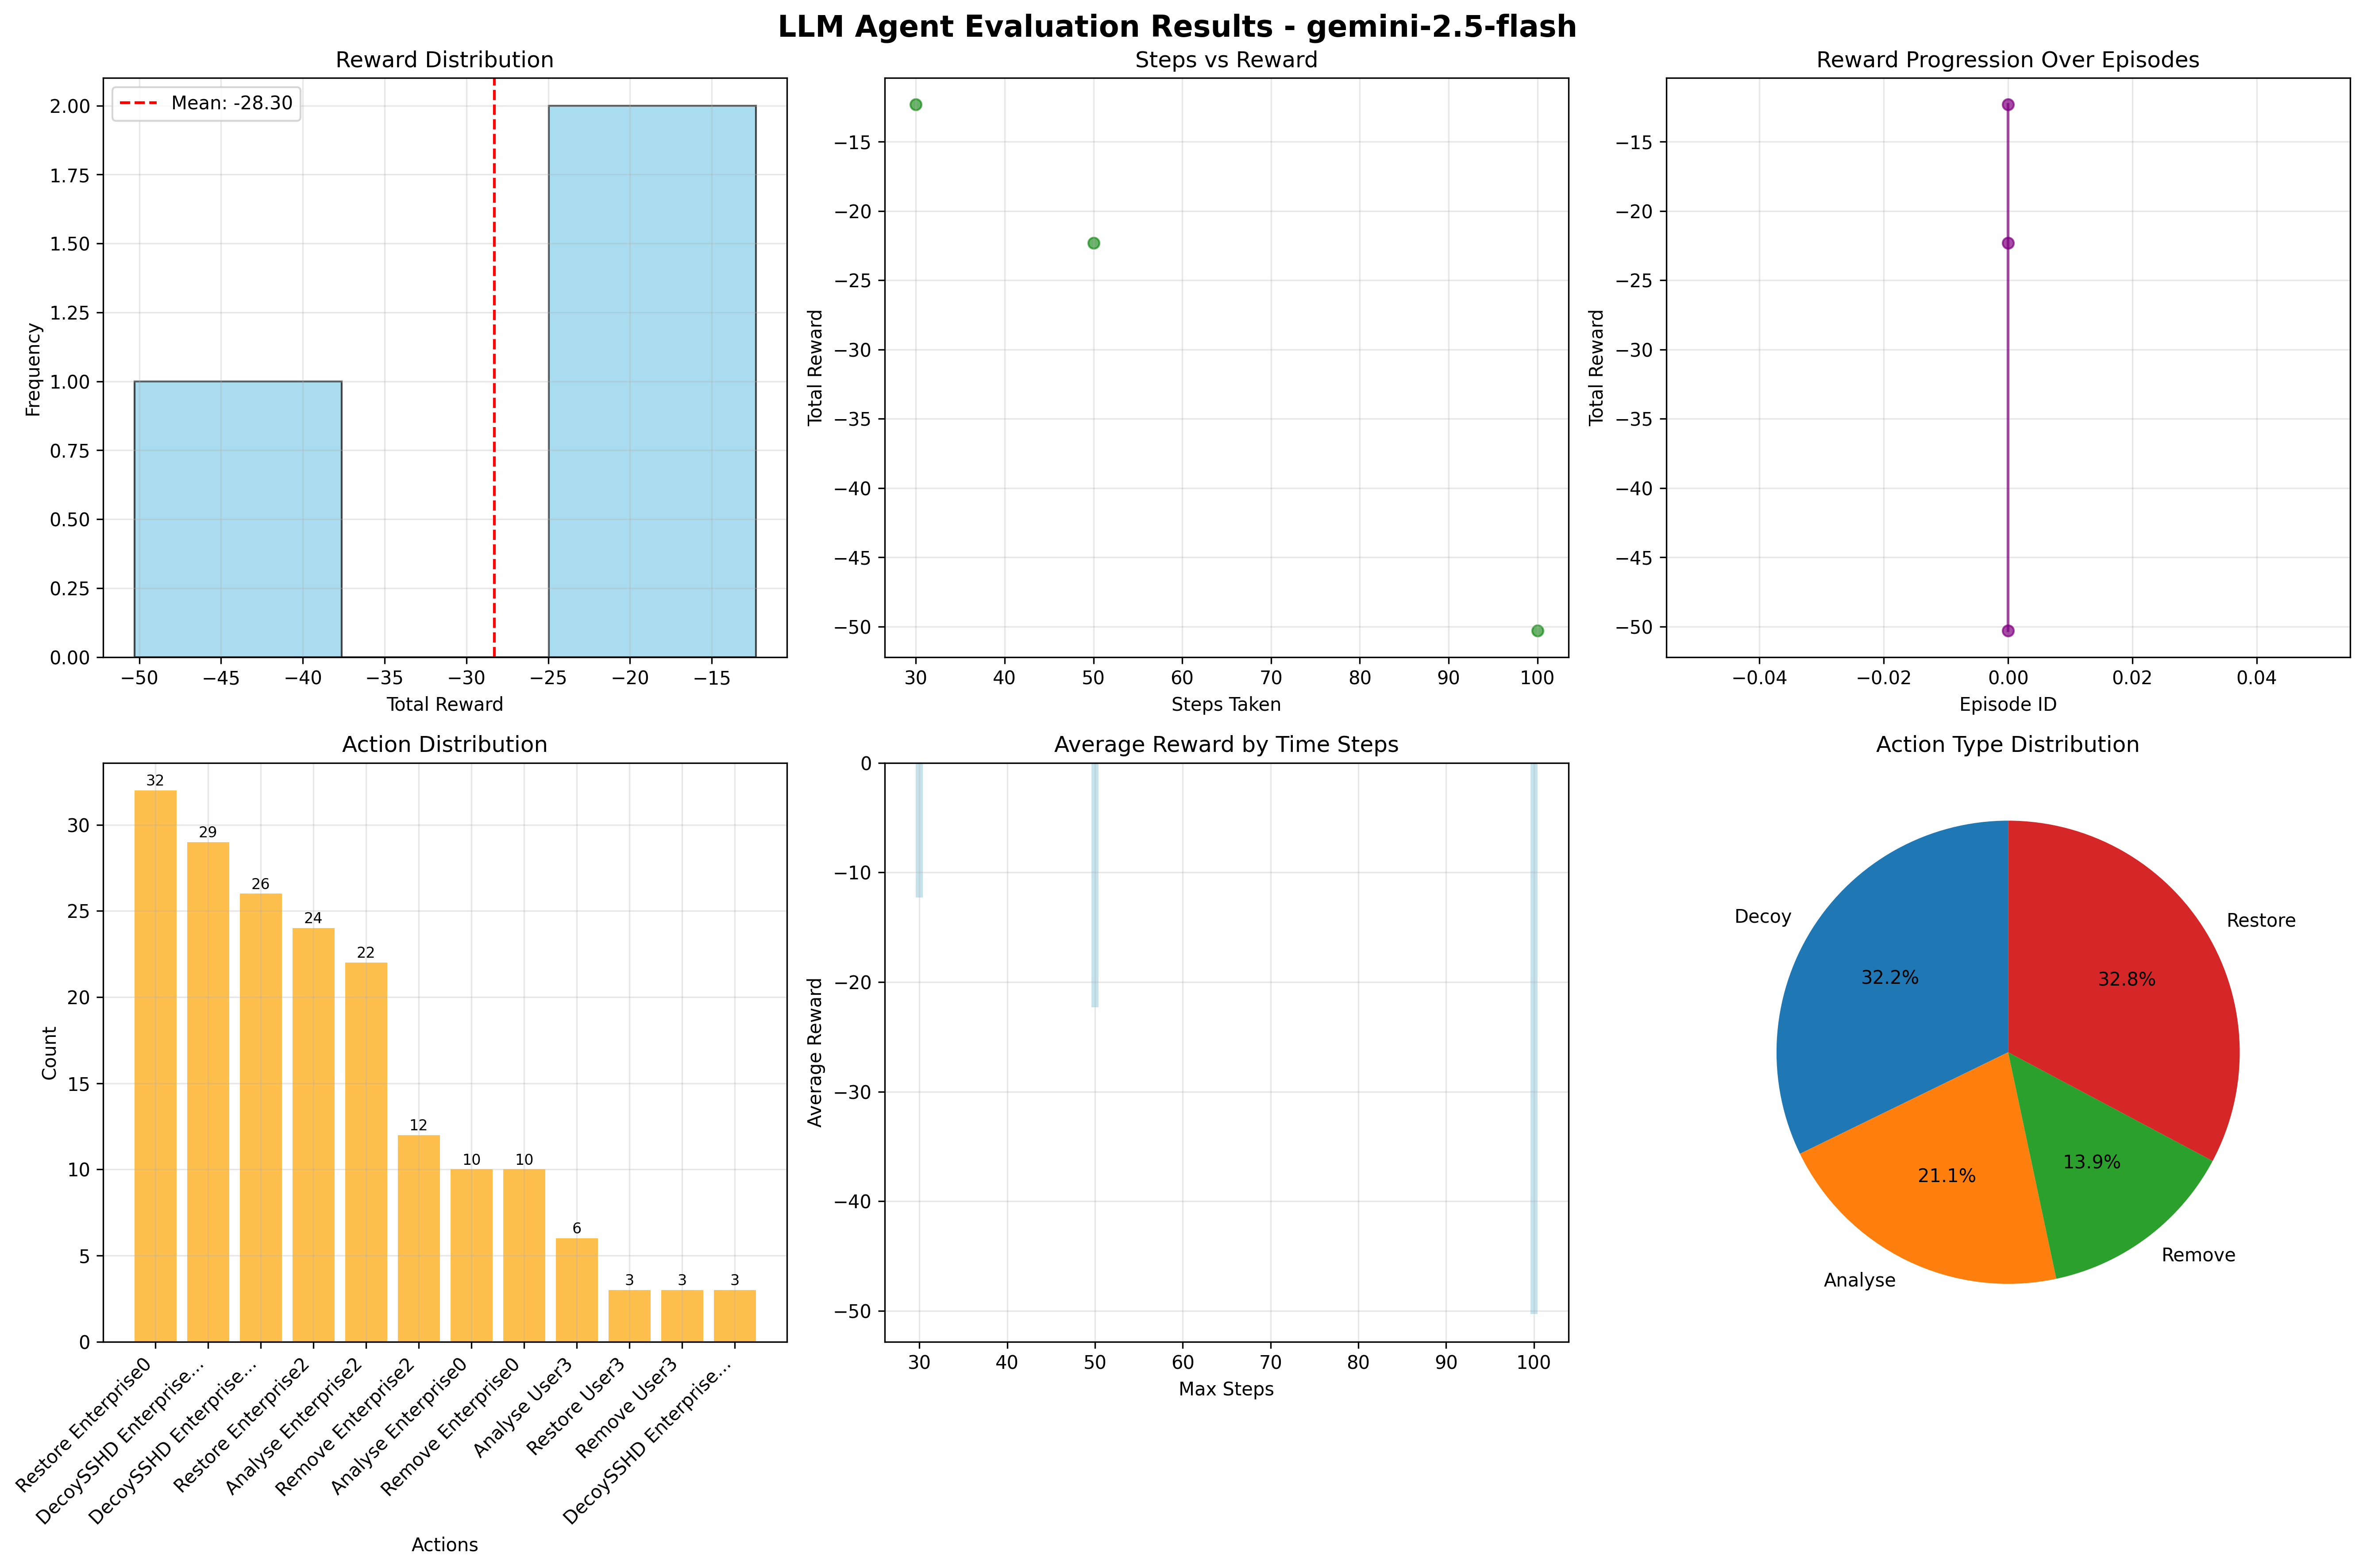 LLM Agent Evaluation Results - gemini-2.5-flash
Reward Distribution
Mean: -28.30
Frequency
2.00
1.75
1.50
1.25
1.00
0.75
0.50
0.25
0.00
−50 −45 −40 −35 −30 −25 −20 −15
Total Reward
Steps vs Reward
Total Reward
−15
−20
−25
−30
−35
−40
−45
−50
30 40 50 60 70 80 90 100
Steps Taken
Reward Progression Over Episodes
Total Reward
−15
−20
−25
−30
−35
−40
−45
−50
−0.04 −0.02 0.00 0.02 0.04
Episode ID
Action Distribution
Count
30
25
20
15
10
5
0
32 29 26 24 22 12 10 10 6 3 3 3
Restore Enterprise0
DecoySSHD Enterprise...
DecoySSHD Enterprise...
Restore Enterprise2
Analyse Enterprise2
Remove Enterprise2
Analyse Enterprise0
Remove Enterprise0
Analyse User3
Restore User3
Remove User3
DecoySSHD Enterprise...
Actions
Average Reward by Time Steps
Average Reward
0
−10
−20
−30
−40
−50
30 40 50 60 70 80 90 100
Max Steps
Action Type Distribution
Decoy
32.2%
Restore
32.8%
Analyse
21.1%
Remove
13.9%